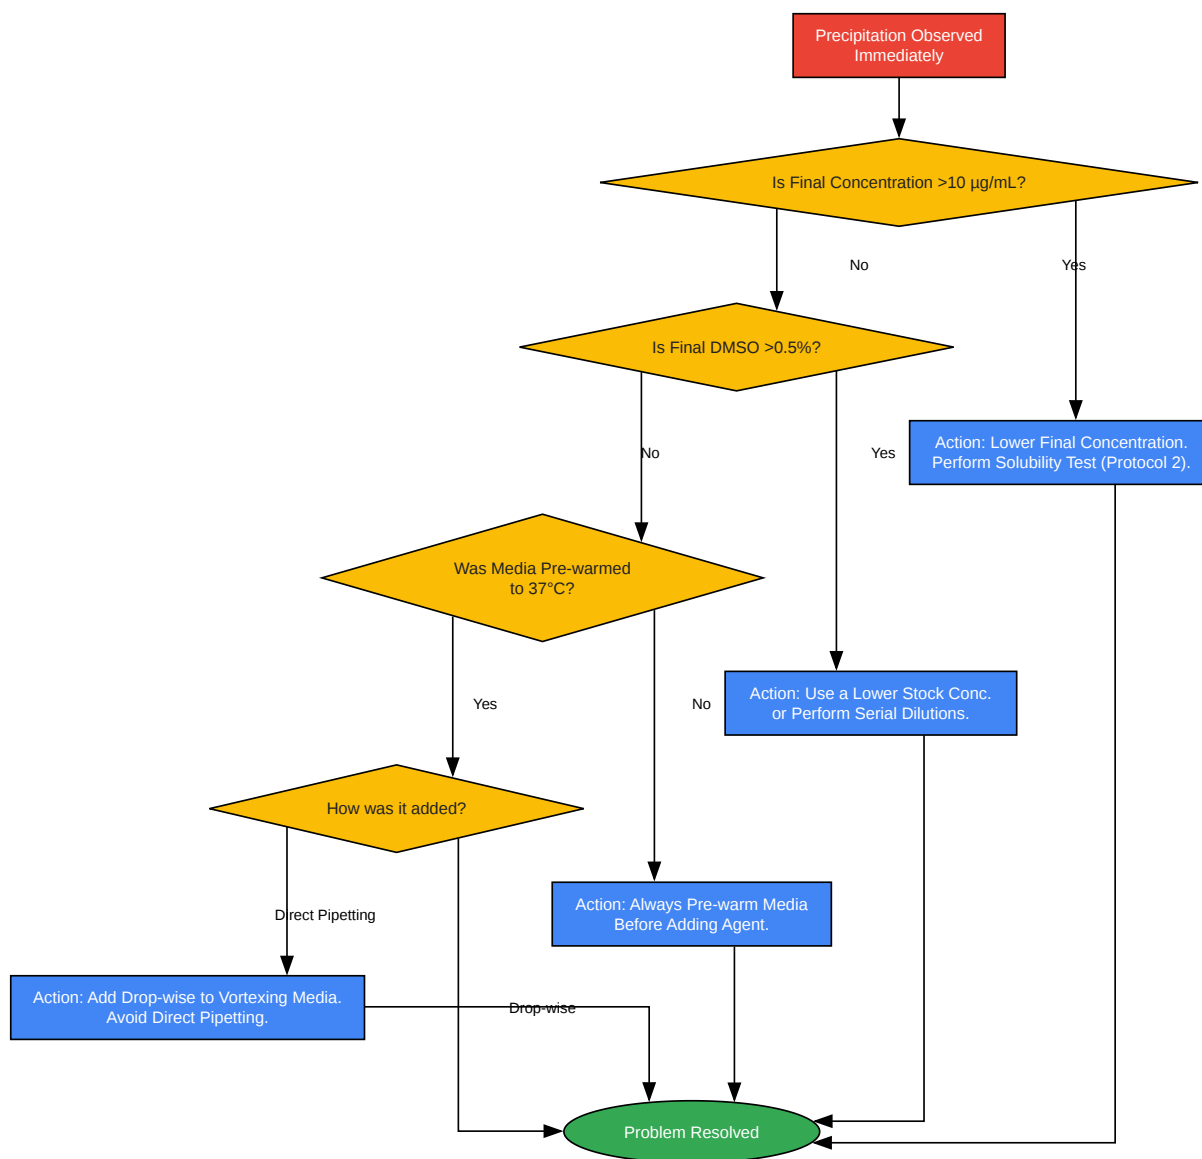 Precipitation Observed
Immediately
Is Final Concentration >10 µg/mL?
No
Yes
Is Final DMSO >0.5%?
Action: Lower Final Concentration.
Perform Solubility Test (Protocol 2).
No
Yes
Was Media Pre-warmed
to 37°C?
Action: Use a Lower Stock Conc.
or Perform Serial Dilutions.
Yes
No
How was it added?
Action: Always Pre-warm Media
Before Adding Agent.
Direct Pipetting
Action: Add Drop-wise to Vortexing Media.
Avoid Direct Pipetting.
Drop-wise
Problem Resolved